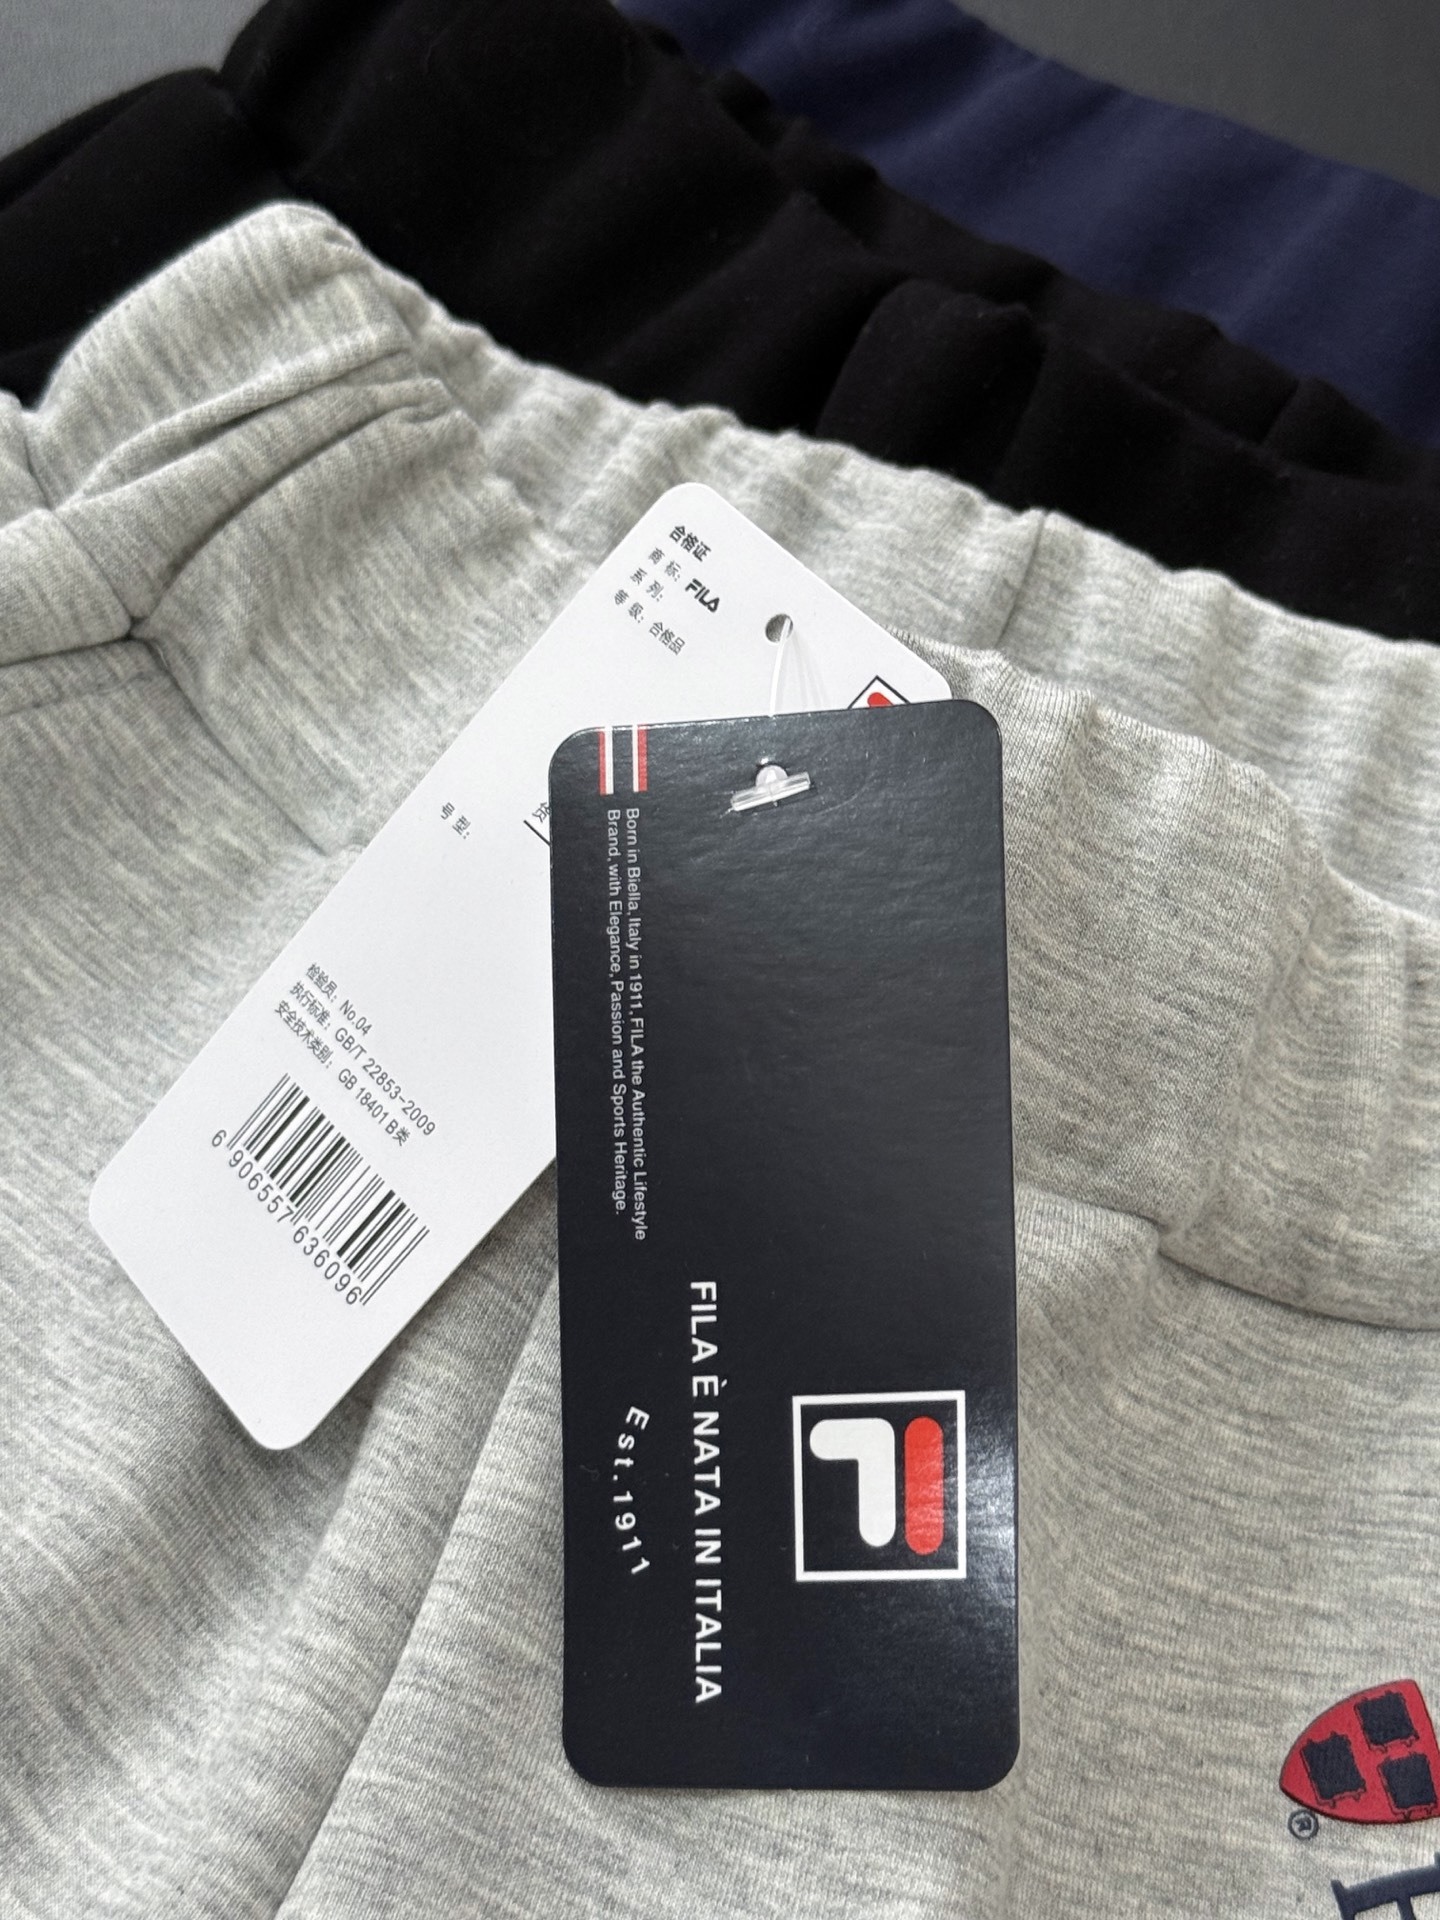 合格证
商 标：FILA
系 列：
等 级：合格品
货
号 型：
检验员：No.04
执行标准：GB/T 22853-2009
安全技术类别：GB 18401 B类
6 906557 636096
Born in Biella, Italy in 1911, FILA the Authentic Lifestyle
Brand, with Elegance, Passion and Sports Heritage.
FILA È NATA IN ITALIA
Est.1911
®
H